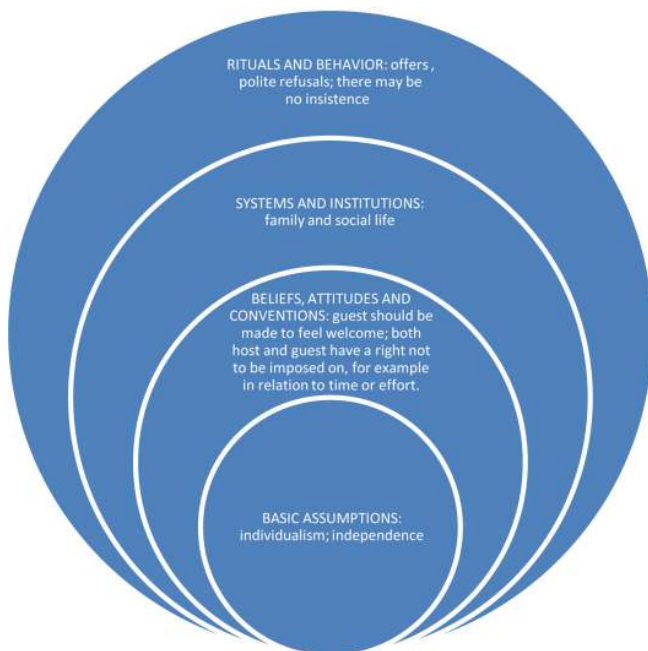 RITUALS AND BEHAVIOR: offers ,
polite refusals; there may be
no insistence
SYSTEMS AND INSTITUTIONS:
family and social life
BELIEFS, ATTITUDES AND
CONVENTIONS: guest should be
made to feel welcome; both
host and guest have a right not
to be imposed on, for example
in relation to time or effort.
BASIC ASSUMPTIONS:
individualism; independence